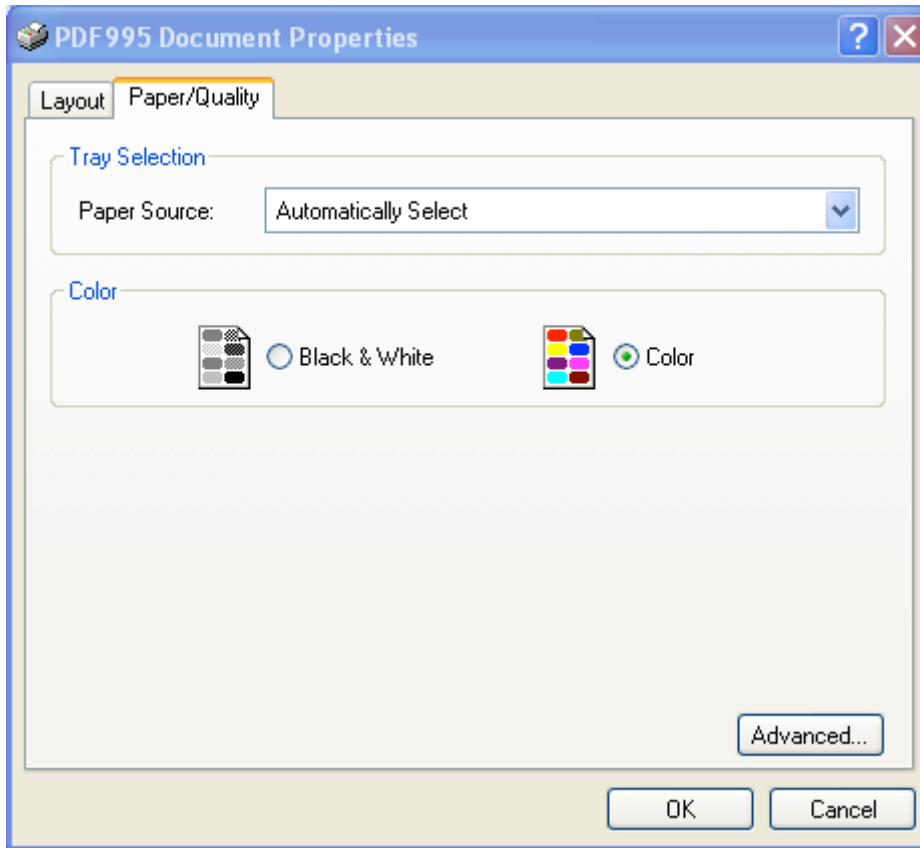 PDF995 Document Properties
Layout
Paper/Quality
Tray Selection
Paper Source:
Automatically Select
Color
Black & White
Color
Advanced...
OK
Cancel